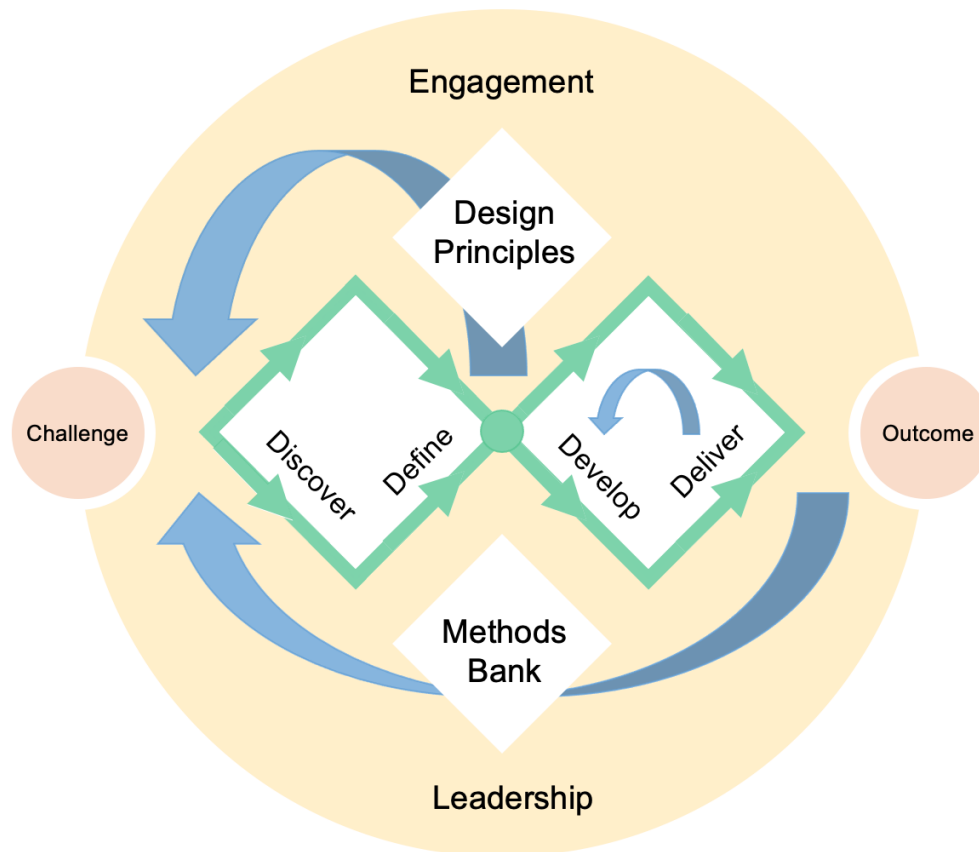 Engagement
Design
Principles
Challenge
Discover
Define
Develop
Deliver
Outcome
Methods
Bank
Leadership